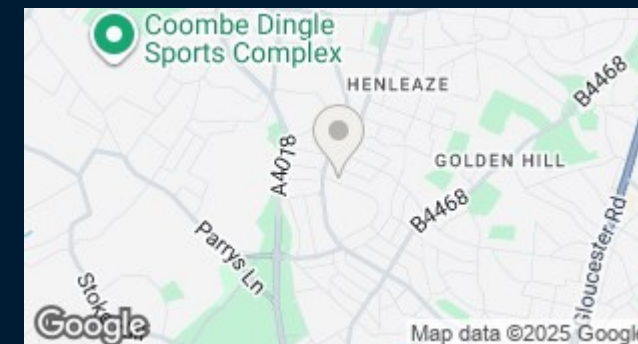 Coombe Dingle
Sports Complex
HENLEAZE
B4468
A4018
GOLDEN HILL
B4468
Parrys Ln
Gloucester Rd
Google
Map data ©2025 Google